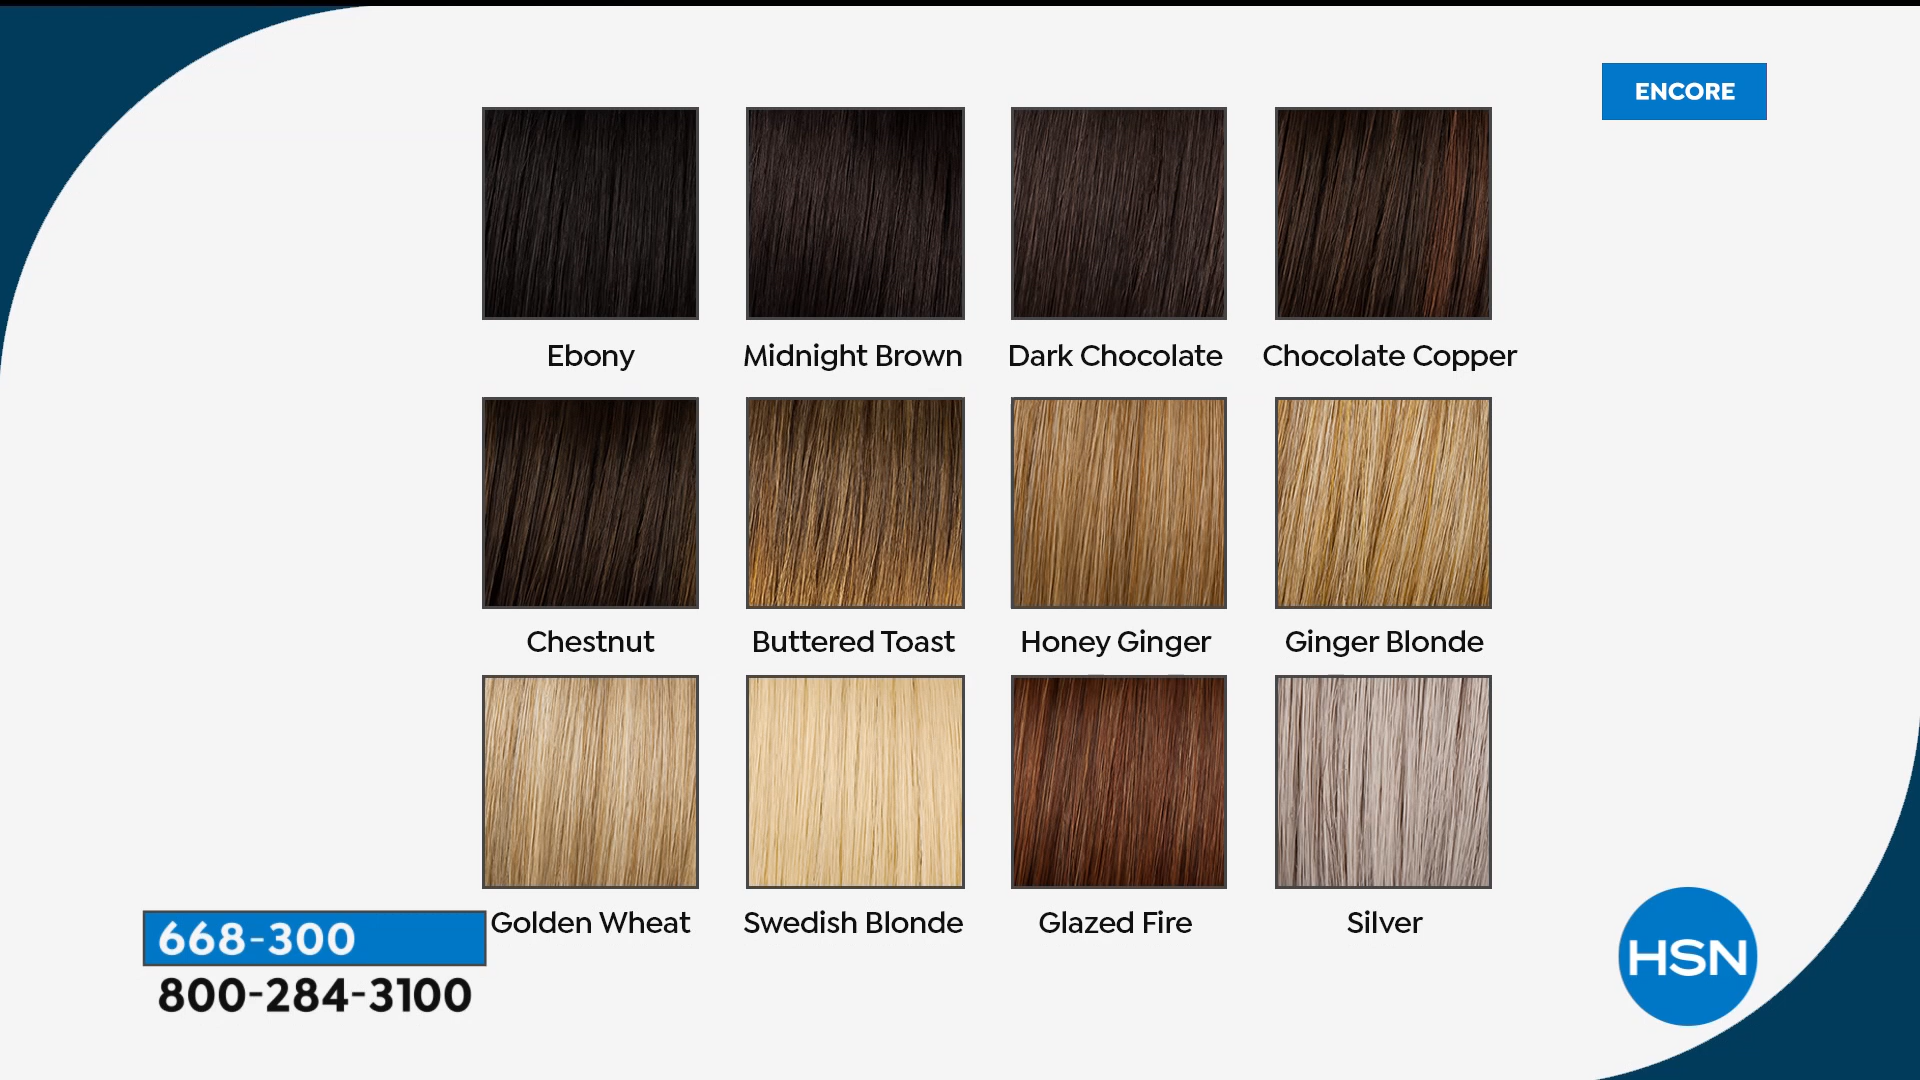 ENCORE
Ebony
Midnight Brown
Dark Chocolate
Chocolate Copper
Chestnut
Buttered Toast
Honey Ginger
Ginger Blonde
Golden Wheat
Swedish Blonde
Glazed Fire
Silver
668-300
800-284-3100
HSN